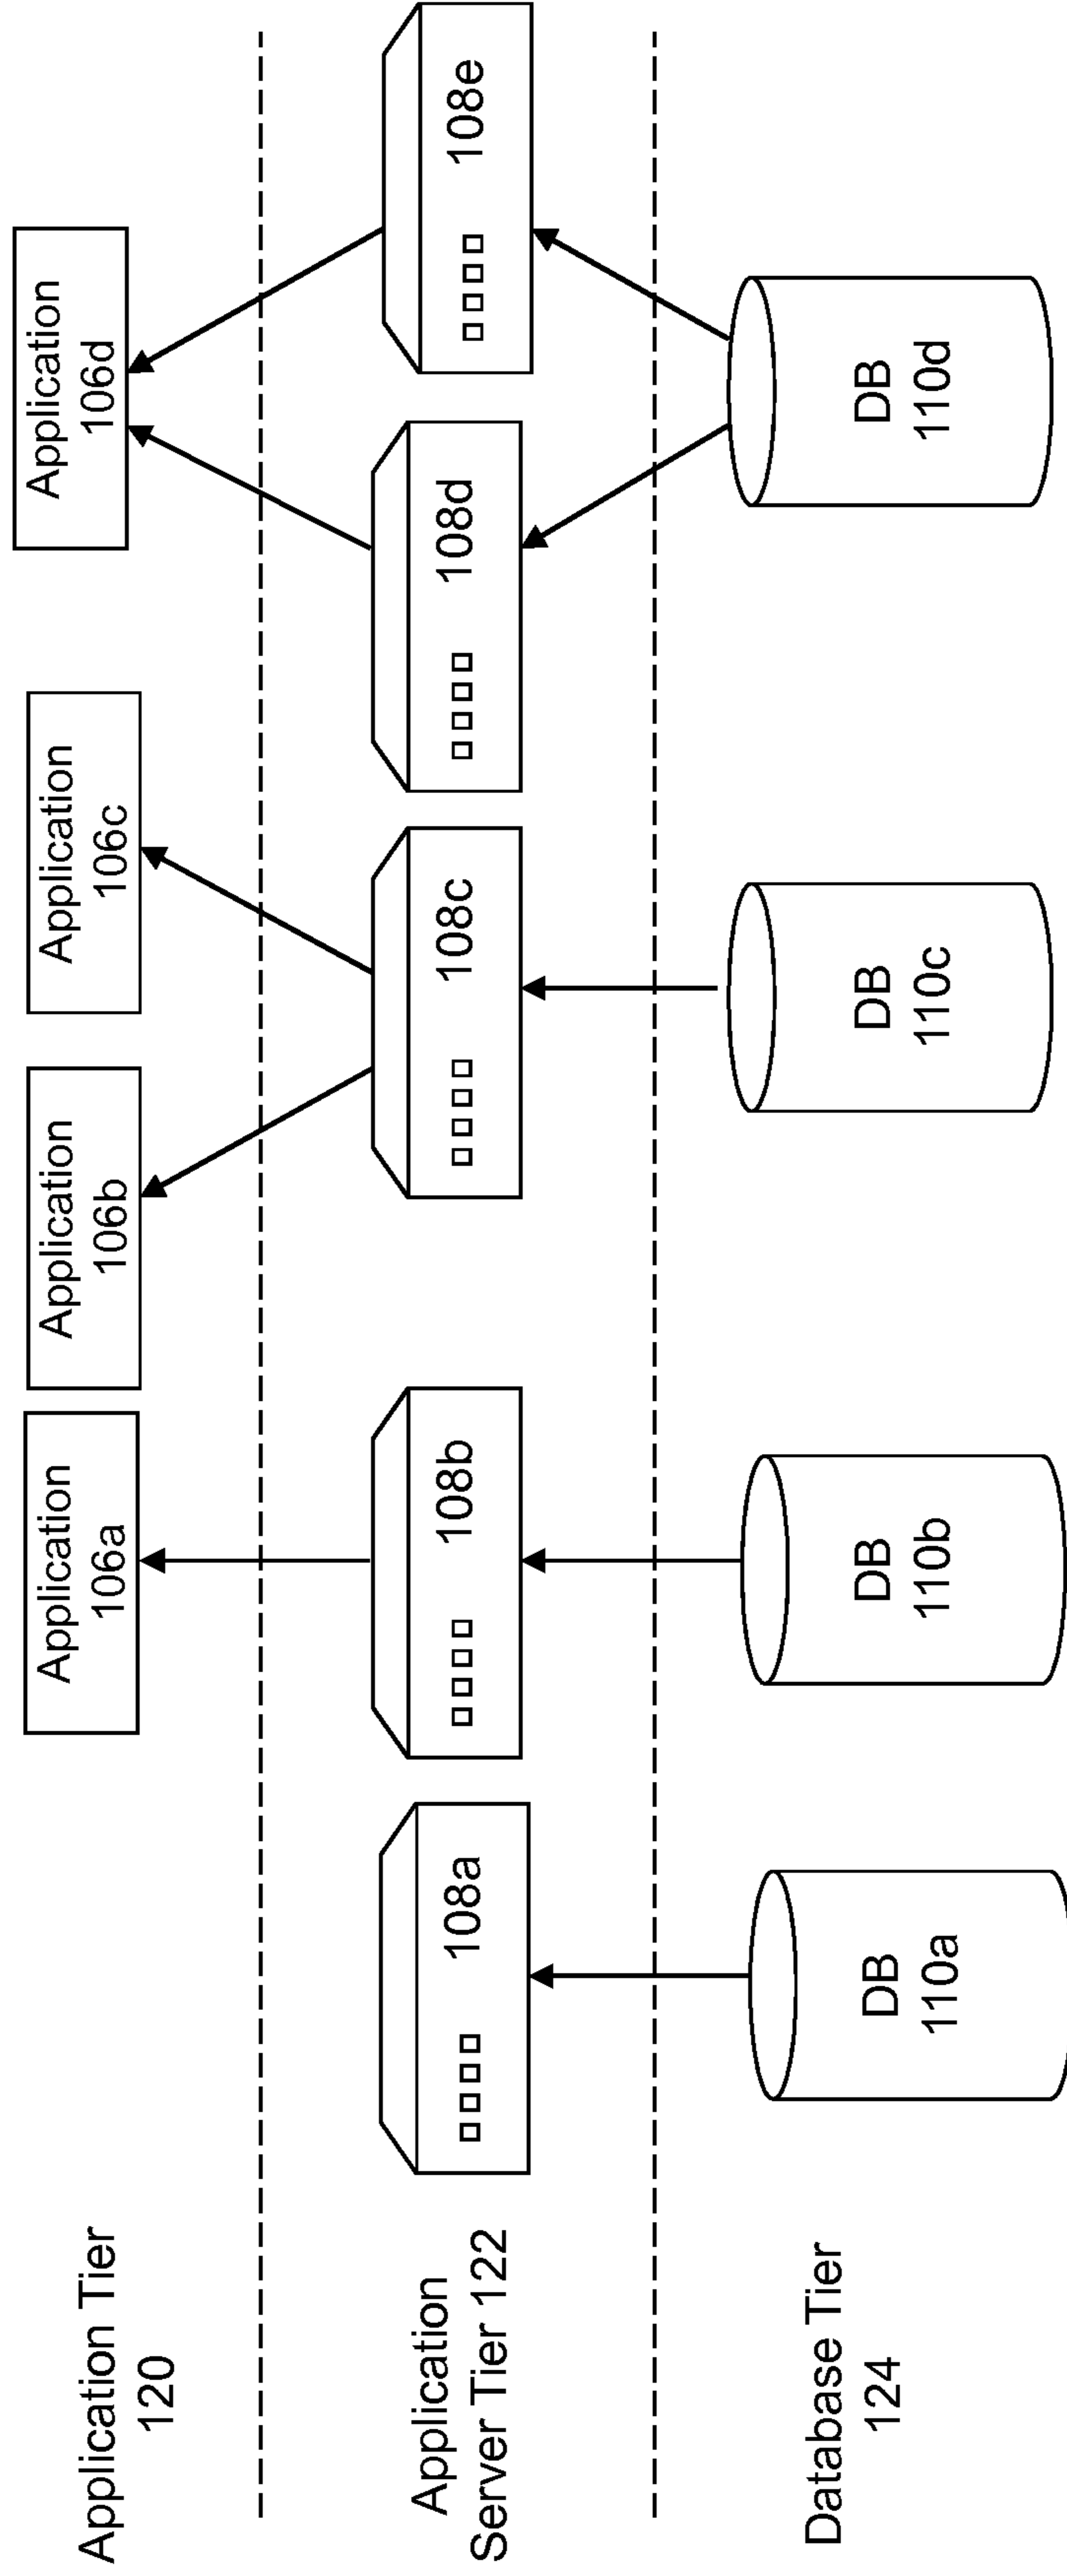 Application Tier
120
Application
106a
Application
106b
Application
106c
Application
106d
Application
Server Tier 122
108a
108b
108c
108d
108e
Database Tier
124
DB
110a
DB
110b
DB
110c
DB
110d